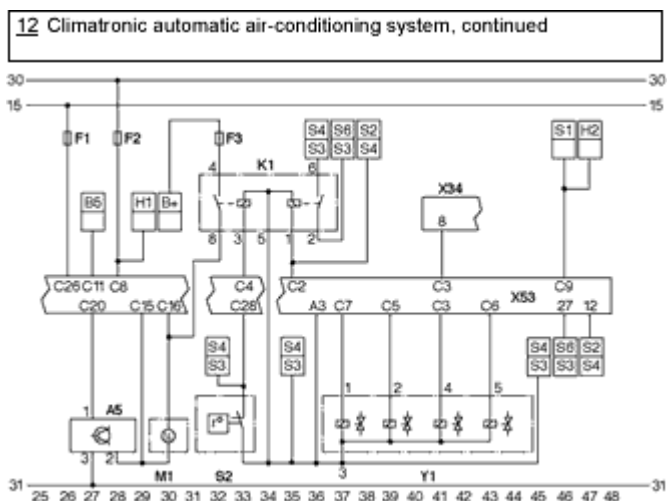 12 Climatronic automatic air-conditioning system, continued
30 30
15 15
F1 F2 F3 S4 S6 S2 S1 H2
S3 S3 S4
4 K1 6
B5 H1 B+ X34
8
8 3 5 1 2
C26 C11 C8 C4 C2 C3 C9
X53
C20 C15 C16 C28 A3 C7 C5 C3 C6 27 12
S4 S4 S4 S6 S2
S3 S3 S3 S3 S4
1 A5 1 2 4 5
t°
3 2 M1 S2 3 Y1
31 31
25 26 27 28 29 30 31 32 33 34 35 36 37 38 39 40 41 42 43 44 45 46 47 48